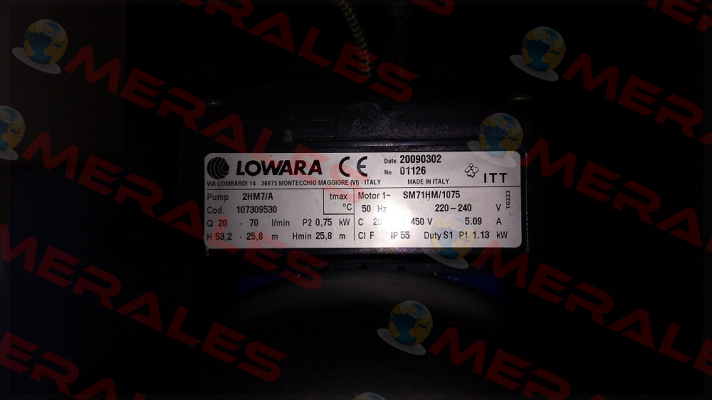 LOWARA CE Date 20090302
No 01126
VIA LOMBARDI 14 - 36075 MONTECCHIO MAGGIORE (VI) - ITALY MADE IN ITALY ITT
Pump 2HM7/A tmax Motor 1~ SM71HM/1075
Cod. 107309530 °C 50 Hz 220-240 V
Q 20 - 70 l/min P2 0,75 kW C 20 450 V 5.09 A
H 53,2 - 25,8 m Hmin 25,8 m Cl F IP 55 Duty S1 P1 1.13 kW
MERALES
MERALES
MERALES
MERALES
MERALES
MERALES